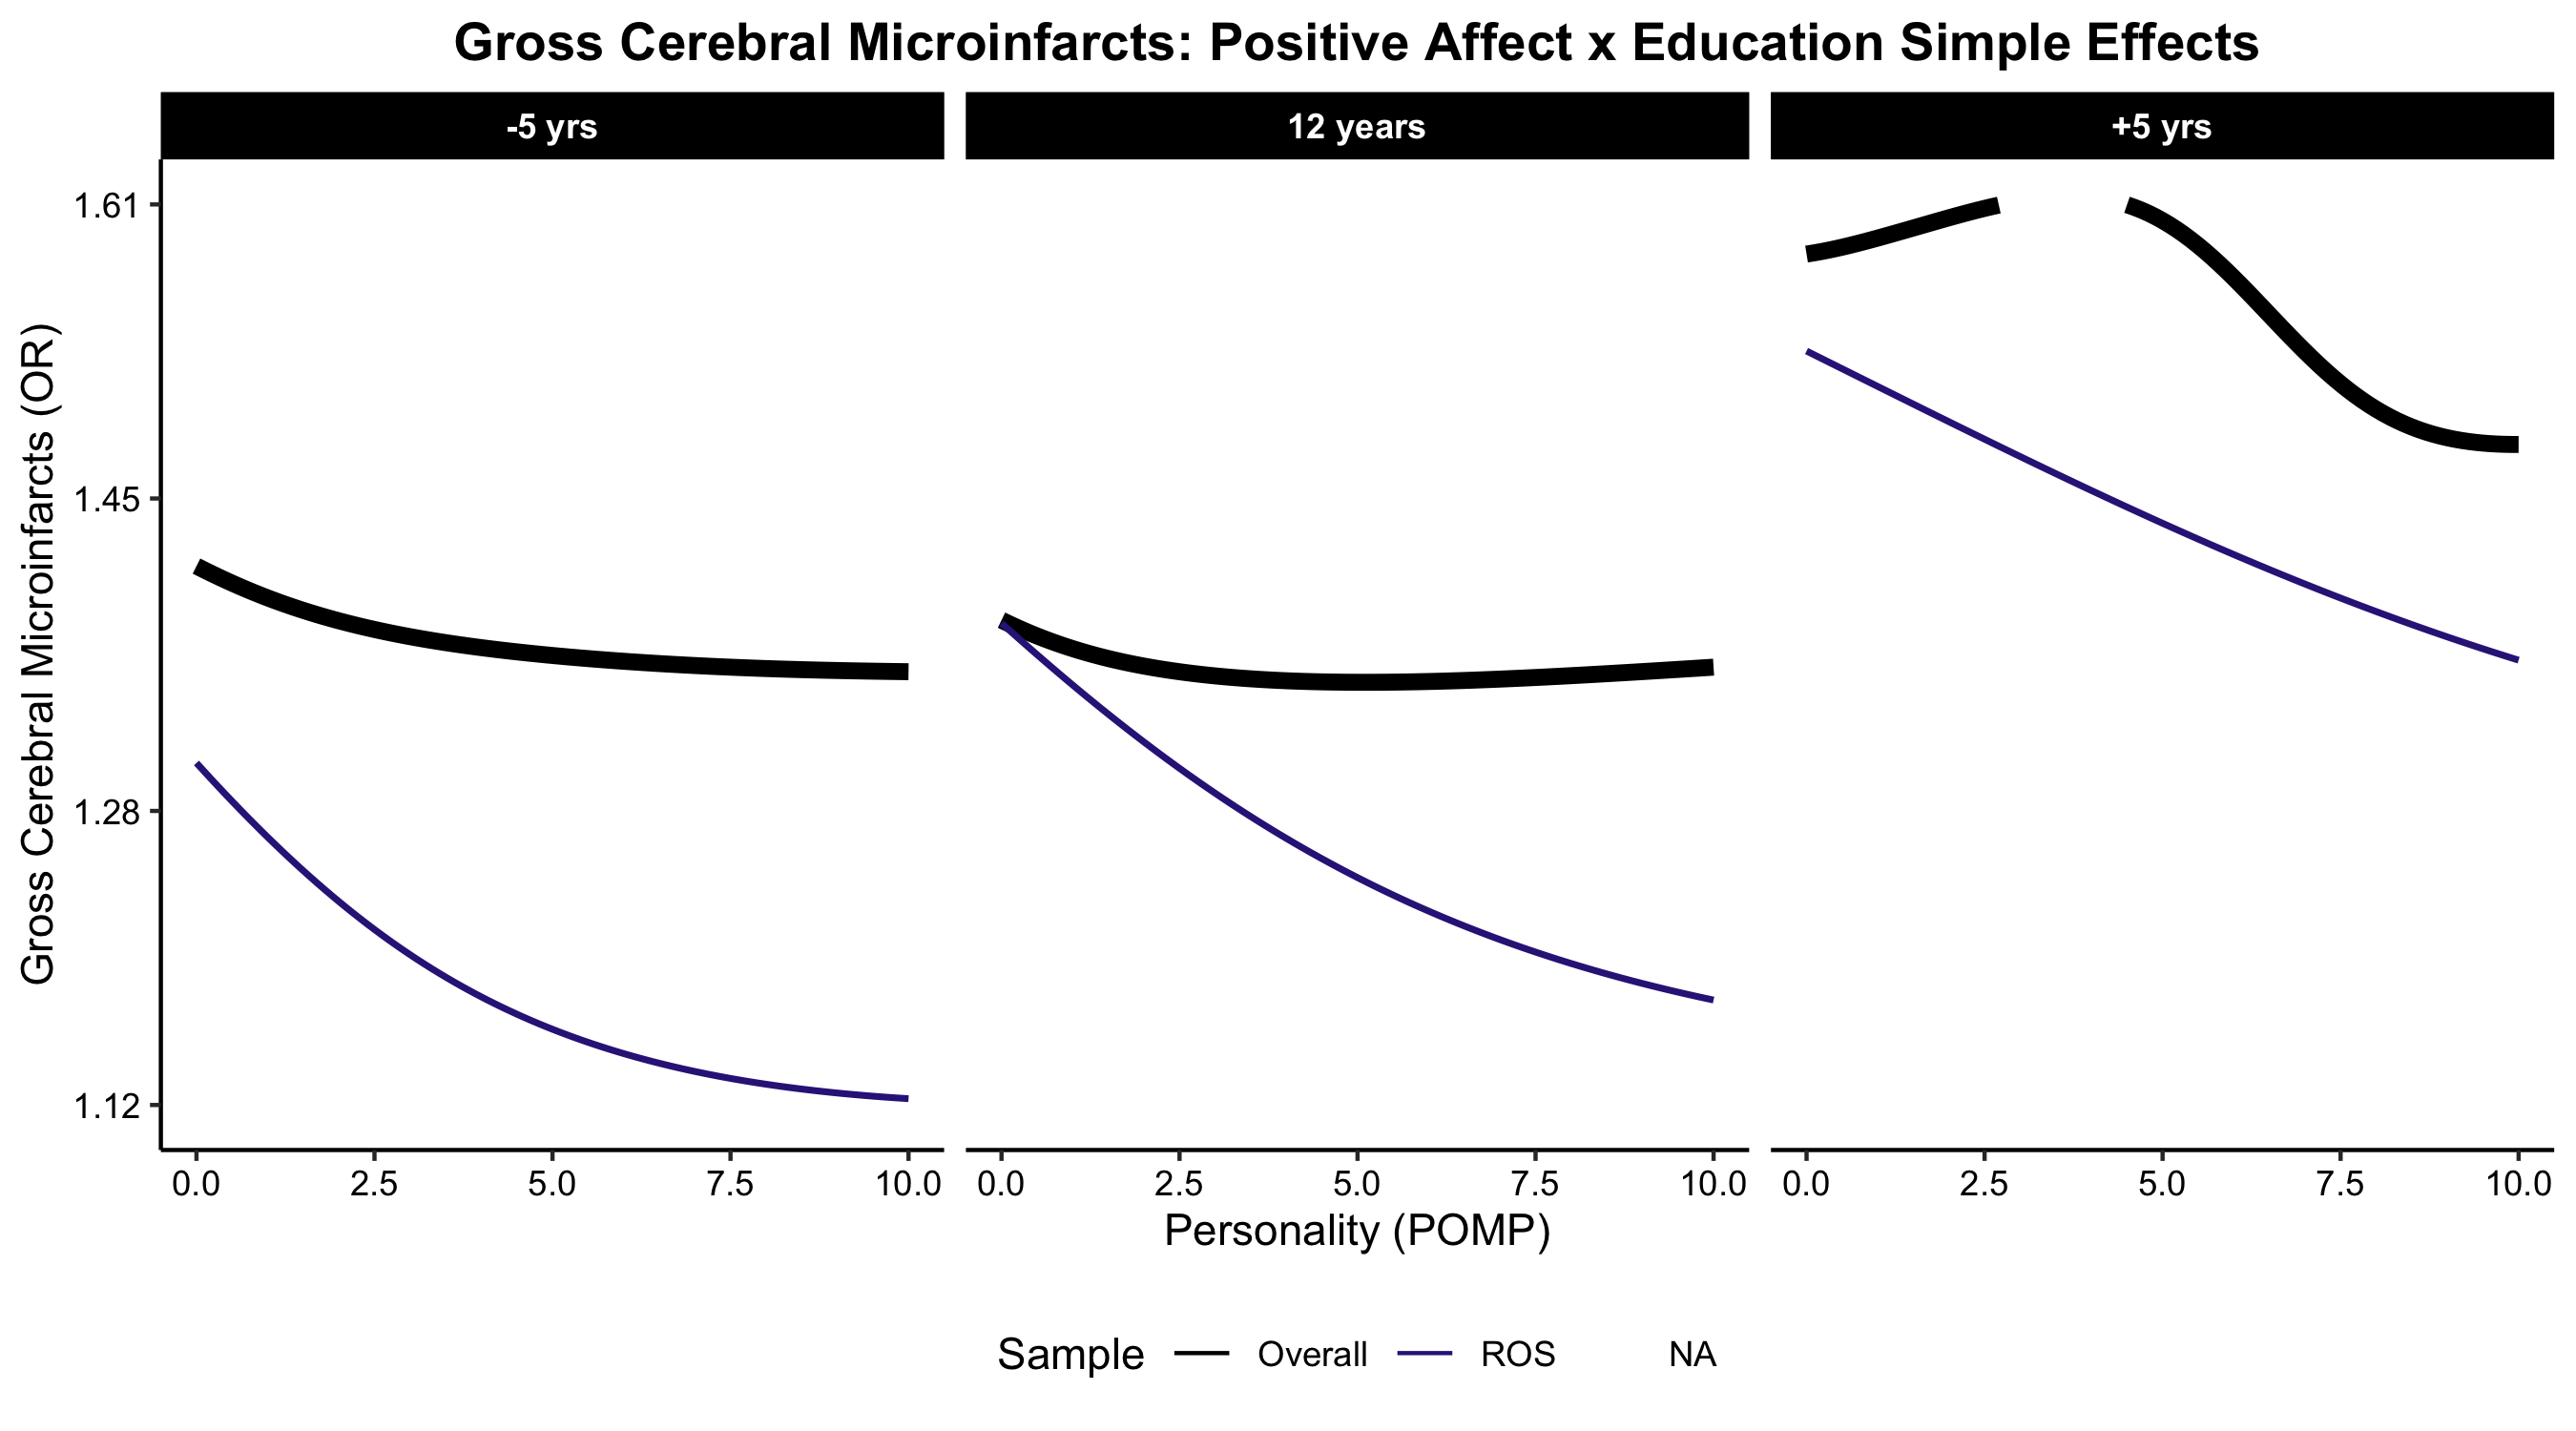 Gross Cerebral Microinfarcts: Positive Affect x Education Simple Effects
-5 yrs
12 years
+5 yrs
Gross Cerebral Microinfarcts (OR)
1.61
1.45
1.28
1.12
0.0 2.5 5.0 7.5 10.0
0.0 2.5 5.0 7.5 10.0
0.0 2.5 5.0 7.5 10.0
Personality (POMP)
Sample Overall ROS NA